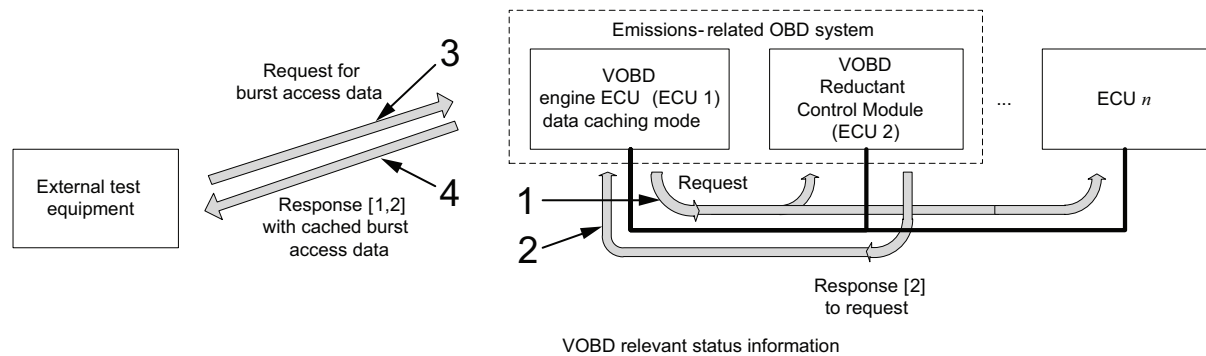 Emissions-related OBD system
VOBD
engine ECU (ECU 1)
data caching mode
VOBD
Reductant
Control Module
(ECU 2)
...
ECU n
Request for
burst access data
3
4
External test
equipment
Response [1,2]
with cached burst
access data
1
Request
2
Response [2]
to request
VOBD relevant status information